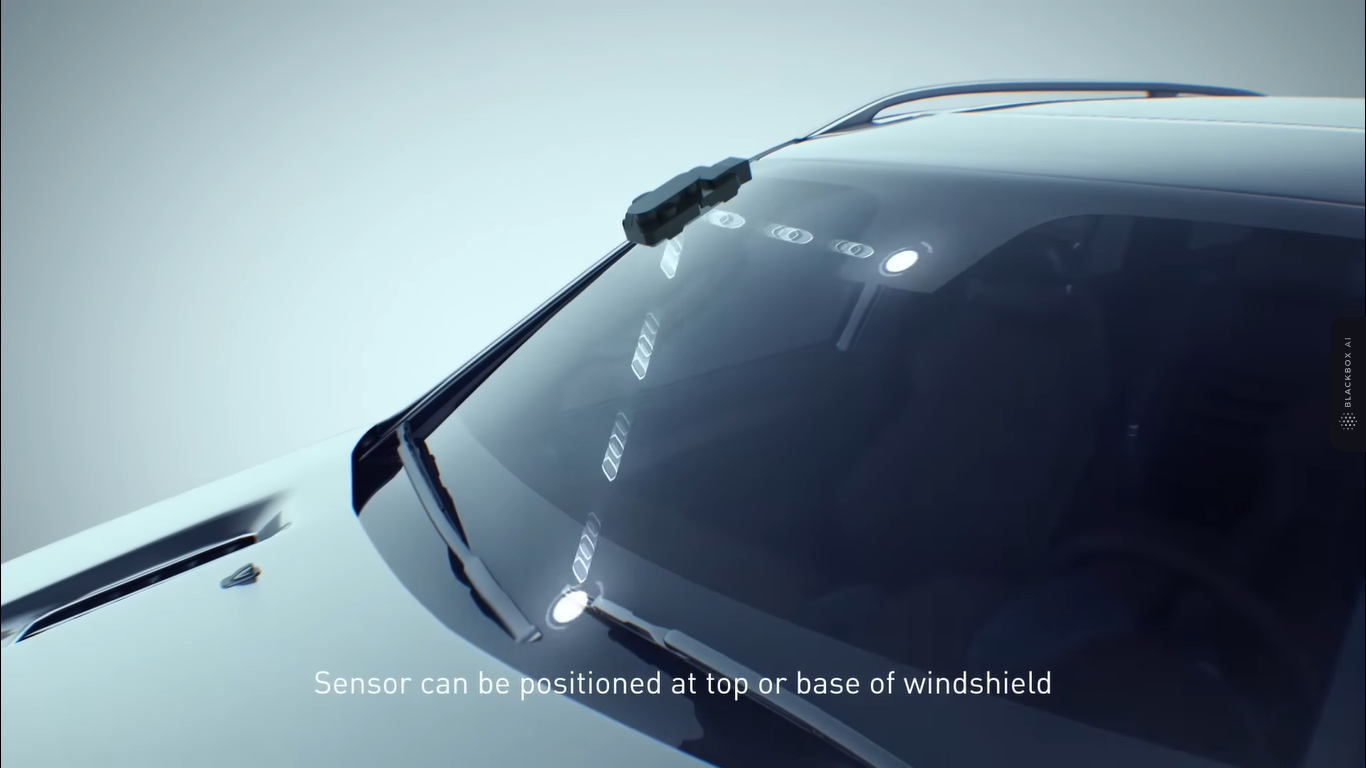 BLACKBOX AI
Sensor can be positioned at top or base of windshield